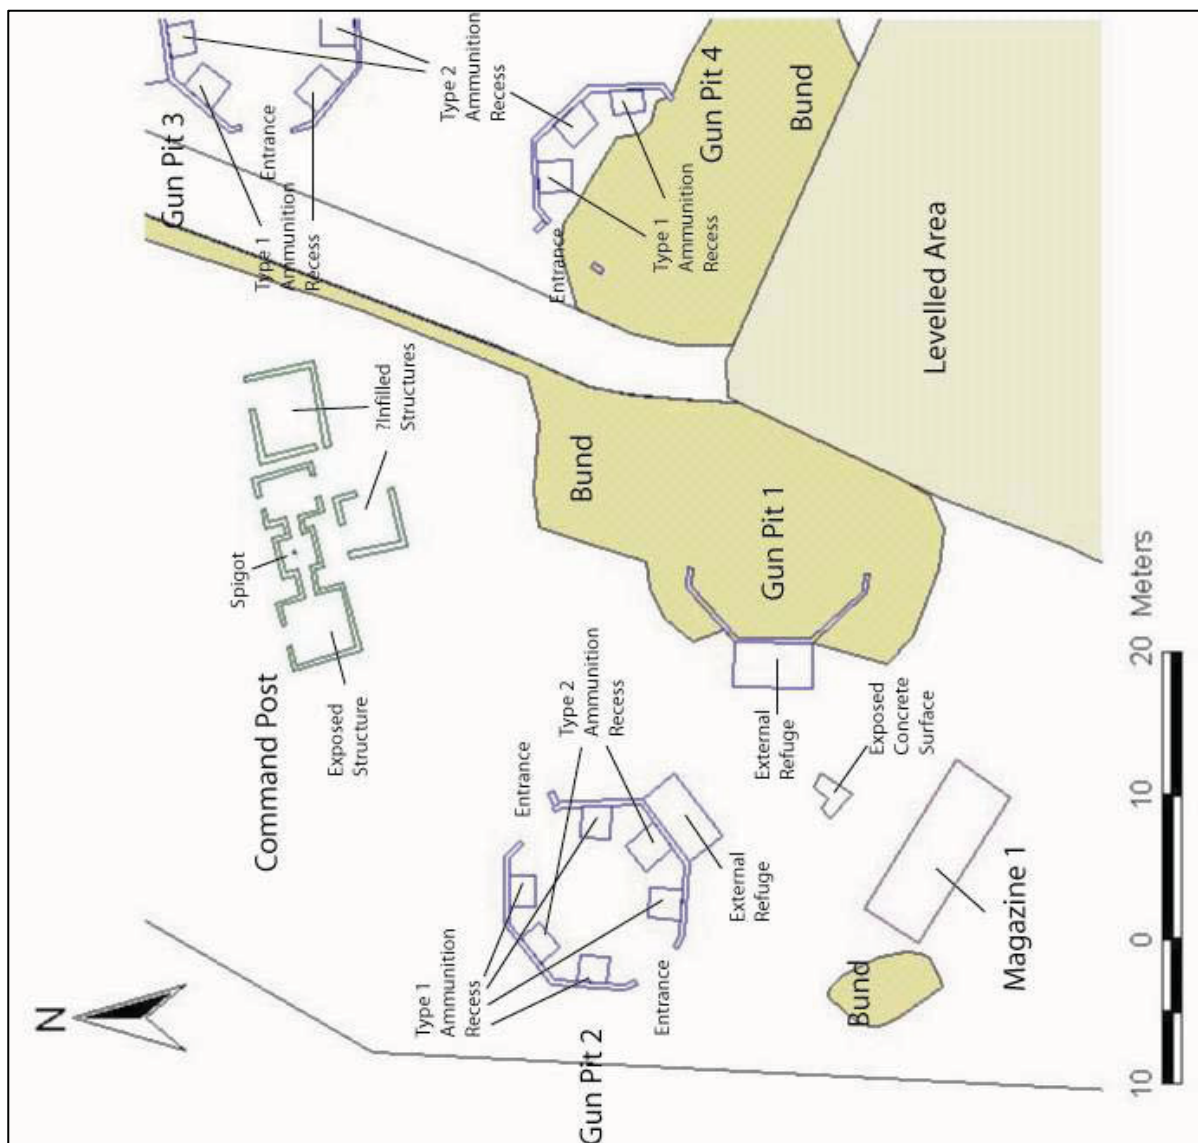 N
Gun Pit 3
Entrance
Type 1
Ammunition
Recess
Type 2
Ammunition
Recess
Gun Pit 4
Bund
Type 1
Ammunition
Recess
Entrance
Levelled Area
?Infilled
Structures
Spigot
Command Post
Exposed
Structure
Bund
Gun Pit 1
External
Refuge
Exposed
Concrete
Surface
Type 2
Ammunition
Recess
Entrance
Type 1
Ammunition
Recess
External
Refuge
Entrance
Gun Pit 2
Bund
Magazine 1
10 0 10 20 Meters